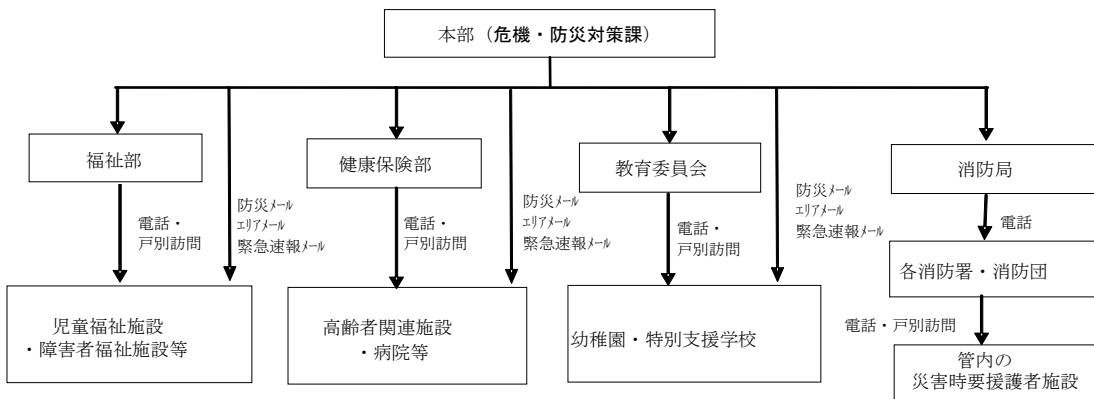 本部（危機・防災対策課）
福祉部
健康保険部
教育委員会
消防局
電話・
戸別訪問
防災ﾒｰﾙ
ｴﾘｱﾒｰﾙ
緊急速報ﾒｰﾙ
電話・
戸別訪問
防災ﾒｰﾙ
ｴﾘｱﾒｰﾙ
緊急速報ﾒｰﾙ
電話・
戸別訪問
防災ﾒｰﾙ
ｴﾘｱﾒｰﾙ
緊急速報ﾒｰﾙ
電話
各消防署・消防団
電話・戸別訪問
児童福祉施設
・障害者福祉施設等
高齢者関連施設
・病院等
幼稚園・特別支援学校
管内の
災害時要援護者施設